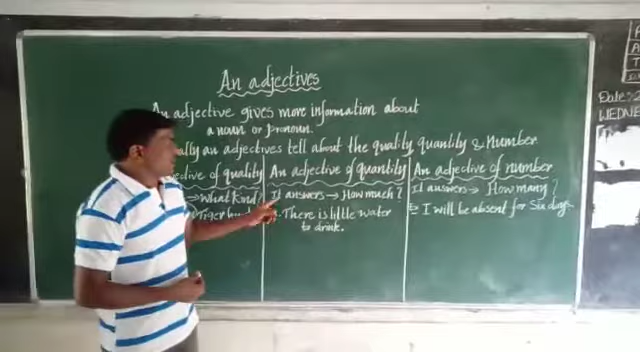 An adjectives
An adjective gives more information about
a noun or pronoun.
ally an adjectives tell about the quality quantity & Number
ective of quality
What kind?
Tiger
An adjective of quantity
It answers → How much?
There is little water
to drink.
An adjective of number
It answers → How many?
I will be absent for Six days
Date:
WEDNE